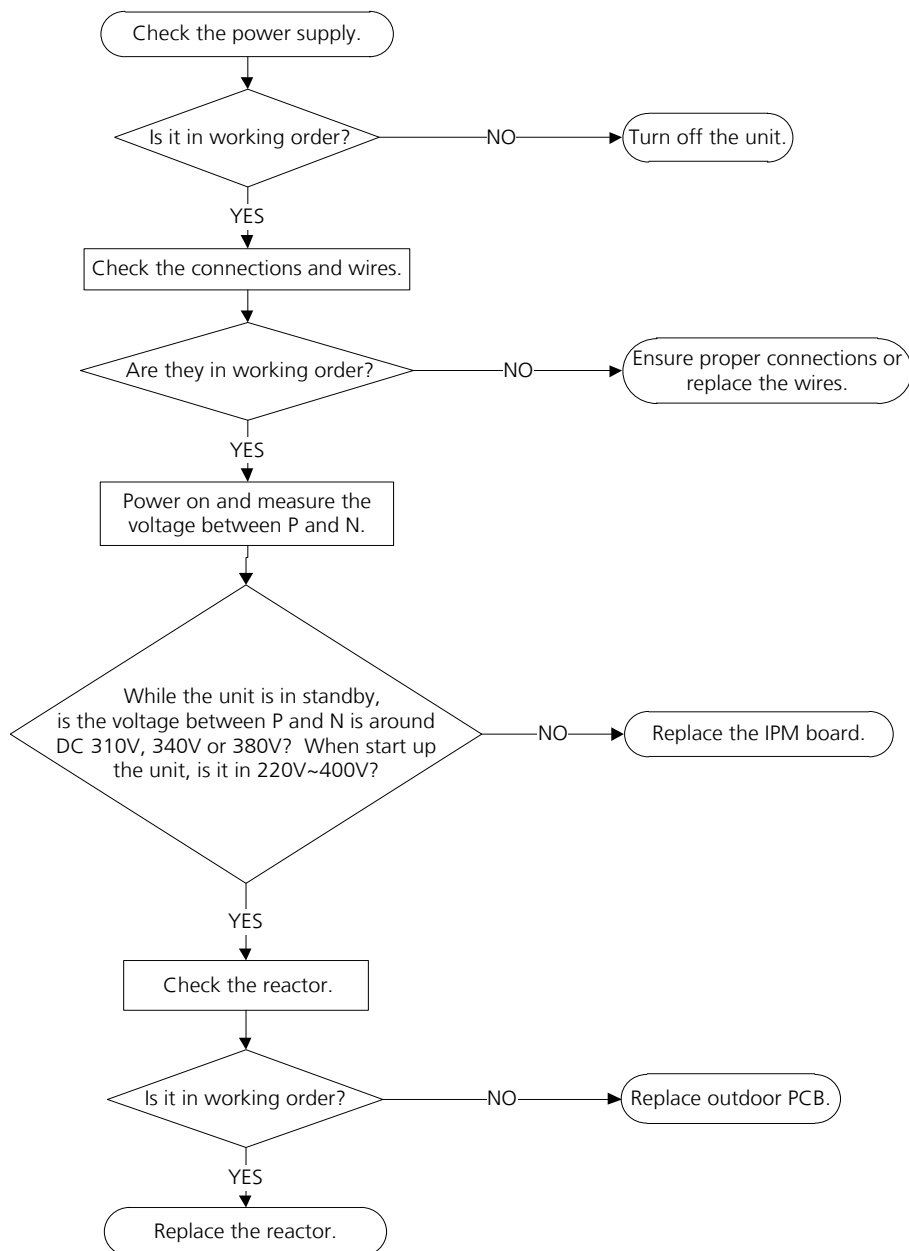 Check the power supply.
Is it in working order?
NO
Turn off the unit.
YES
Check the connections and wires.
Are they in working order?
NO
Ensure proper connections or
replace the wires.
YES
Power on and measure the
voltage between P and N.
While the unit is in standby,
is the voltage between P and N is around
DC 310V, 340V or 380V? When start up
the unit, is it in 220V~400V?
NO
Replace the IPM board.
YES
Check the reactor.
Is it in working order?
NO
Replace outdoor PCB.
YES
Replace the reactor.